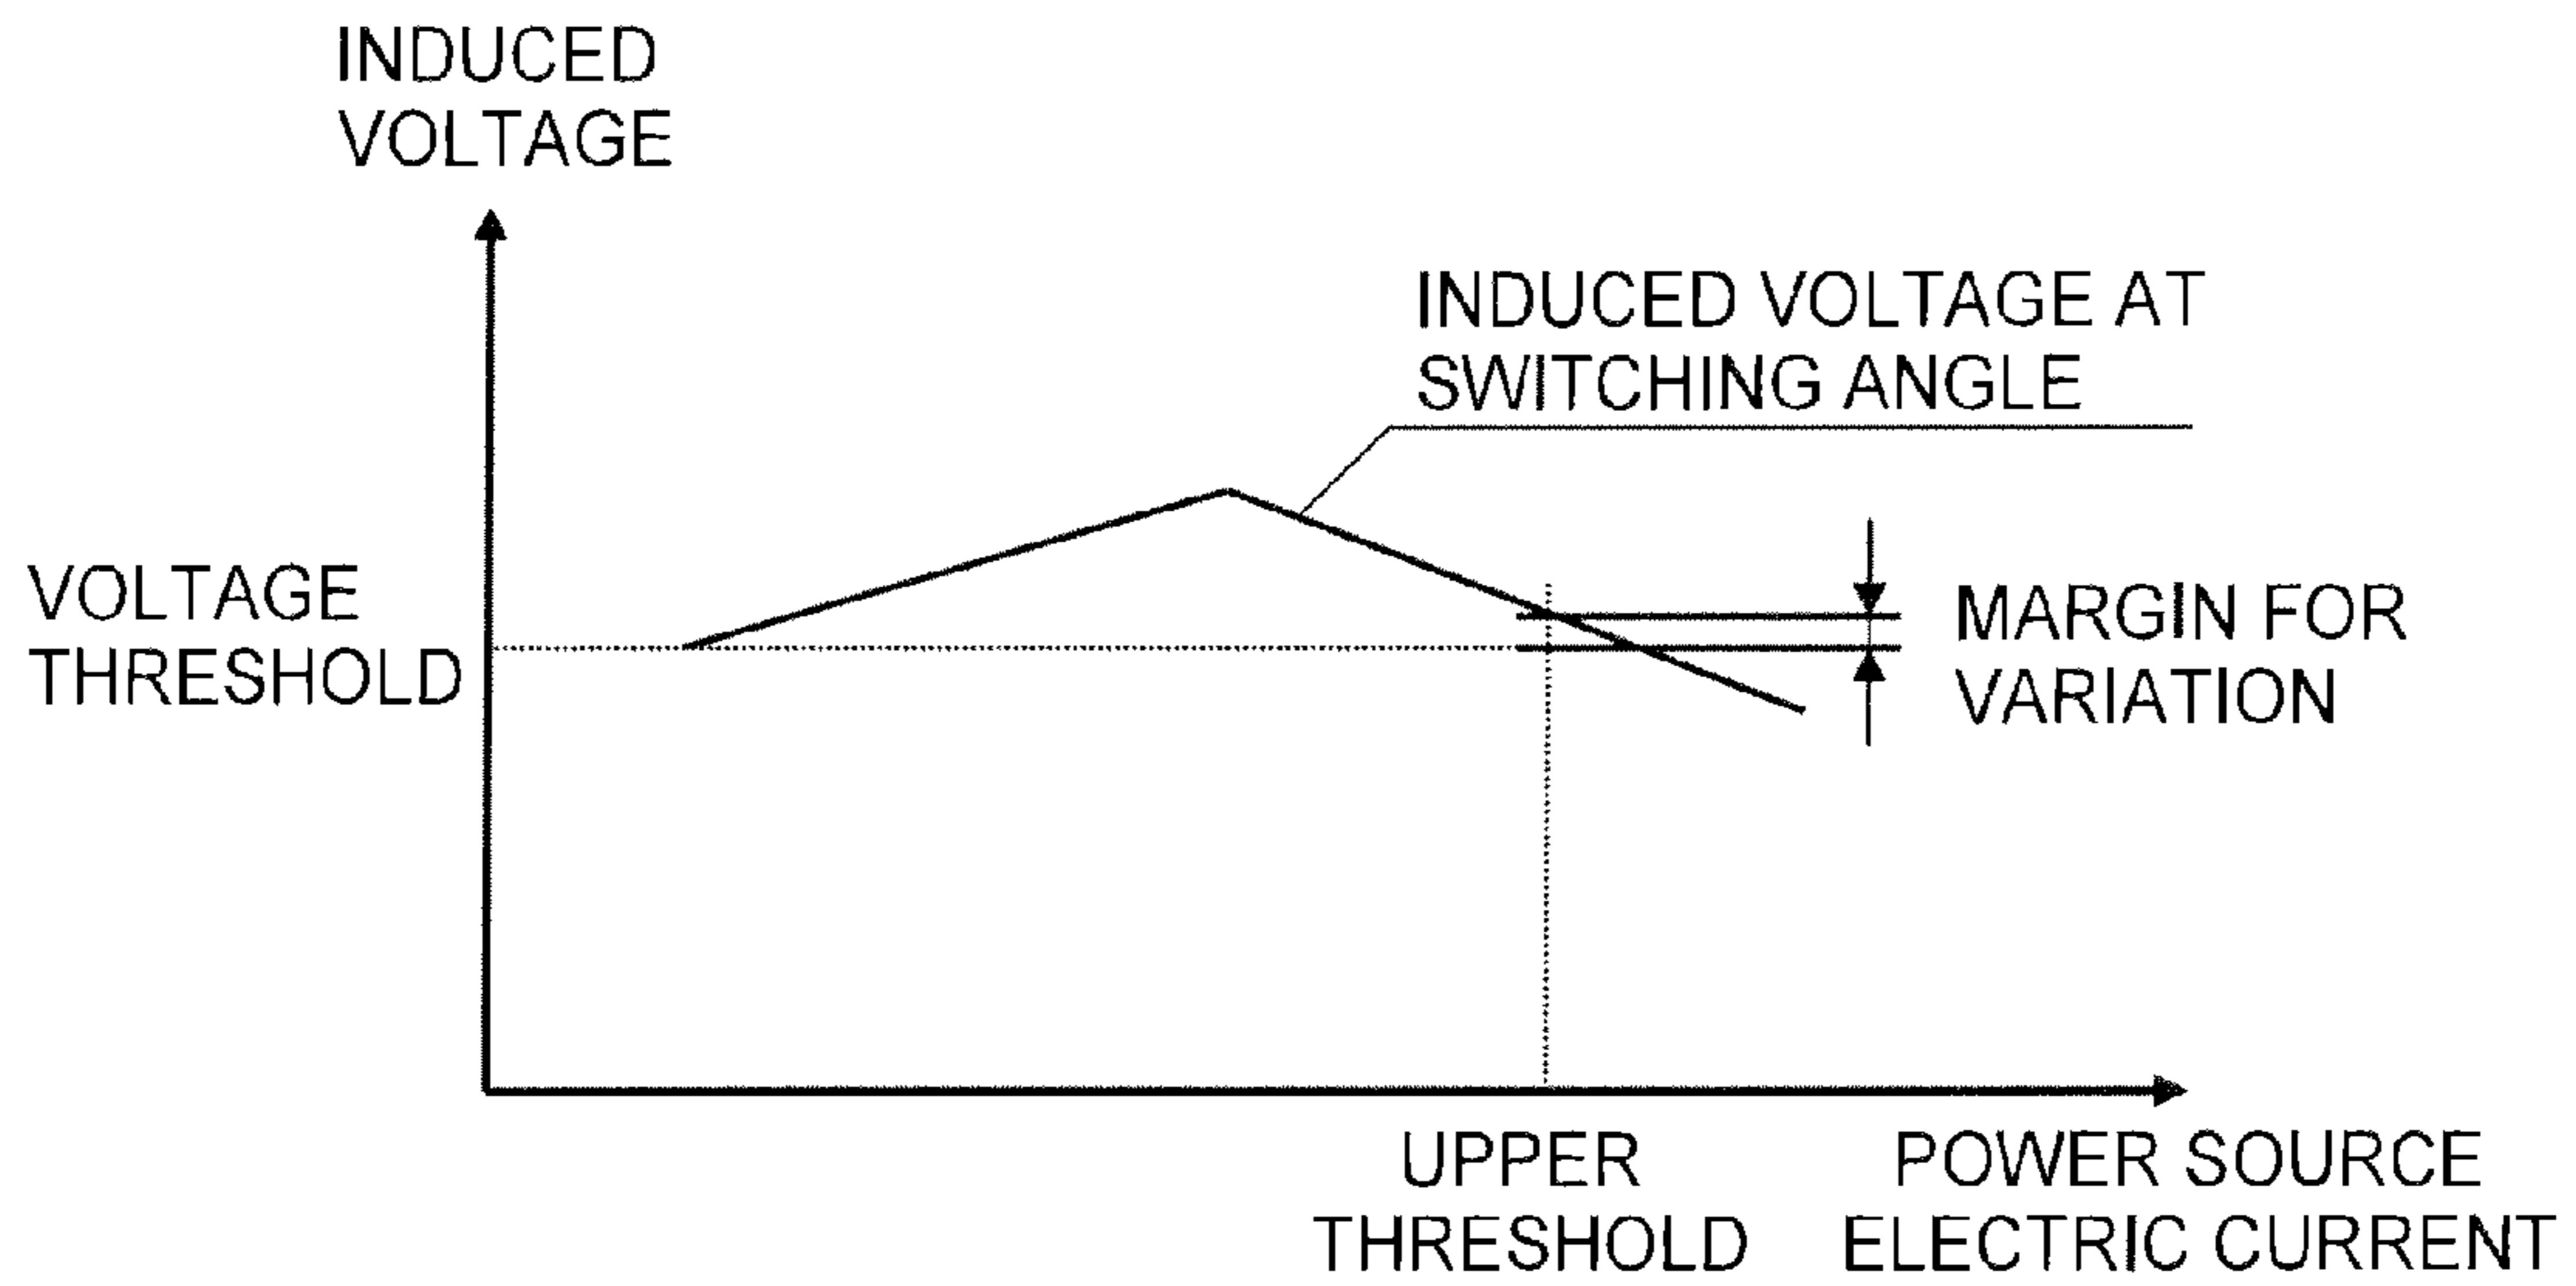 INDUCED
VOLTAGE
INDUCED VOLTAGE AT
SWITCHING ANGLE
VOLTAGE
THRESHOLD
MARGIN FOR
VARIATION
UPPER
THRESHOLD
POWER SOURCE
ELECTRIC CURRENT